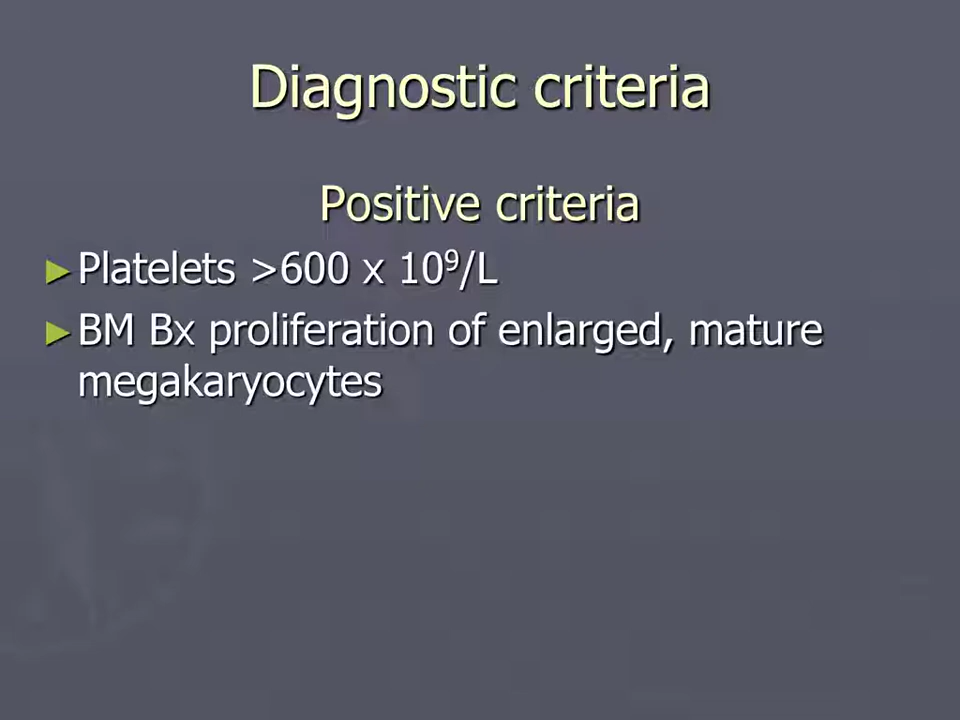 Diagnostic criteria
Positive criteria
► Platelets >600 x 10⁹/L
► BM Bx proliferation of enlarged, mature
megakaryocytes